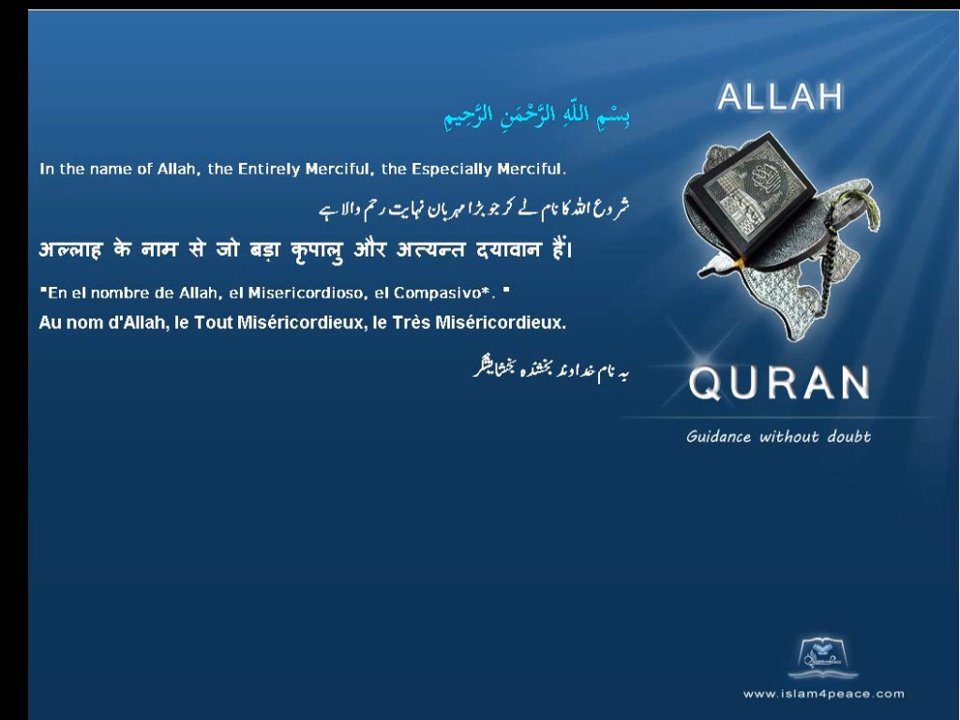 بِسْمِ اللَّهِ الرَّحْمَنِ الرَّحِيمِ
In the name of Allah, the Entirely Merciful, the Especially Merciful.
شروع اللہ کا نام لے کر جو بڑا مہربان نہایت رحم والا ہے
अल्लाह के नाम से जो बड़ा कृपालु और अत्यन्त दयावान हैं।
"En el nombre de Allah, el Misericordioso, el Compasivo*. "
Au nom d'Allah, le Tout Miséricordieux, le Très Miséricordieux.
به نام خداوند بخشنده بخشایشگر
ALLAH
QURAN
Guidance without doubt
www.islam4peace.com